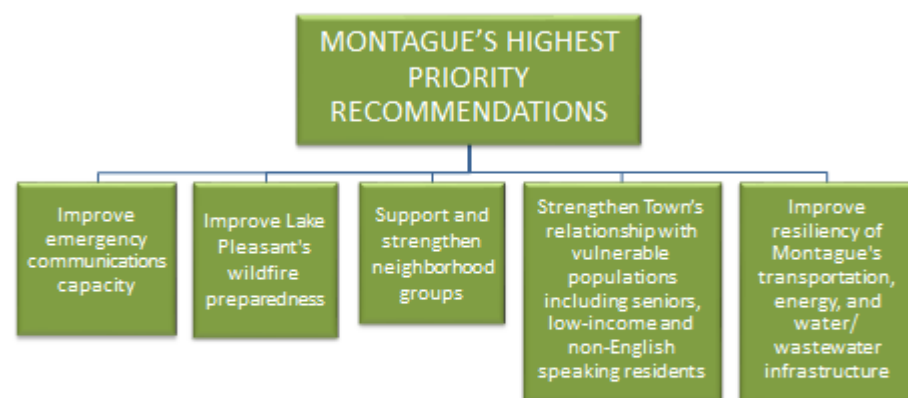 MONTAGUE'S HIGHEST
PRIORITY
RECOMMENDATIONS
Improve
emergency
communications
capacity
Improve Lake
Pleasant's
wildfire
preparedness
Support and
strengthen
neighborhood
groups
Strengthen Town's
relationship with
vulnerable
populations
including seniors,
low-income and
non-English
speaking residents
Improve
resiliency of
Montague's
transportation,
energy, and
water/
wastewater
infrastructure